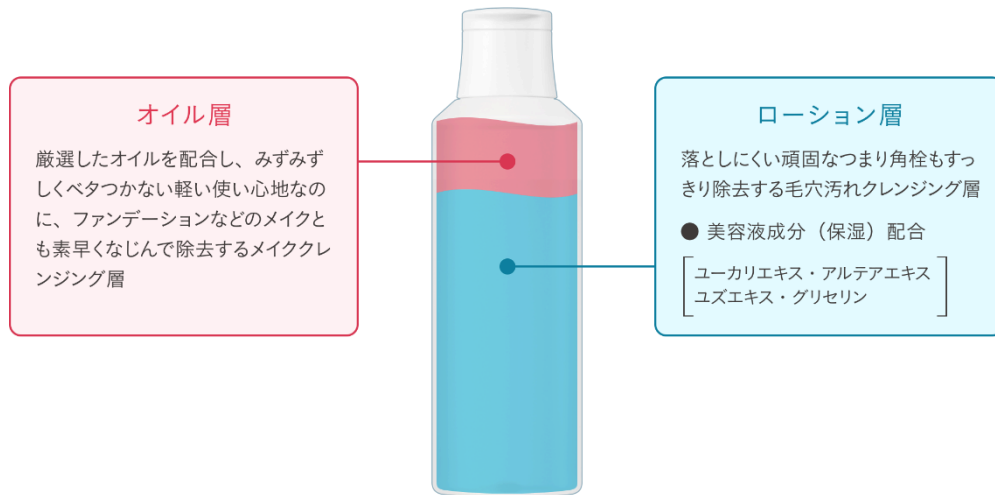 オイル層
厳選したオイルを配合し、みずみず
しくベタつかない軽い使い心地なの
に、ファンデーションなどのメイクと
も素早くなじんで除去するメイククレ
ンジング層
ローション層
落としにくい頑固なつまり角栓もすっ
きり除去する毛穴汚れクレンジング層
● 美容液成分（保湿）配合
ユーカリエキス・アルテアエキス
ユズエキス・グリセリン